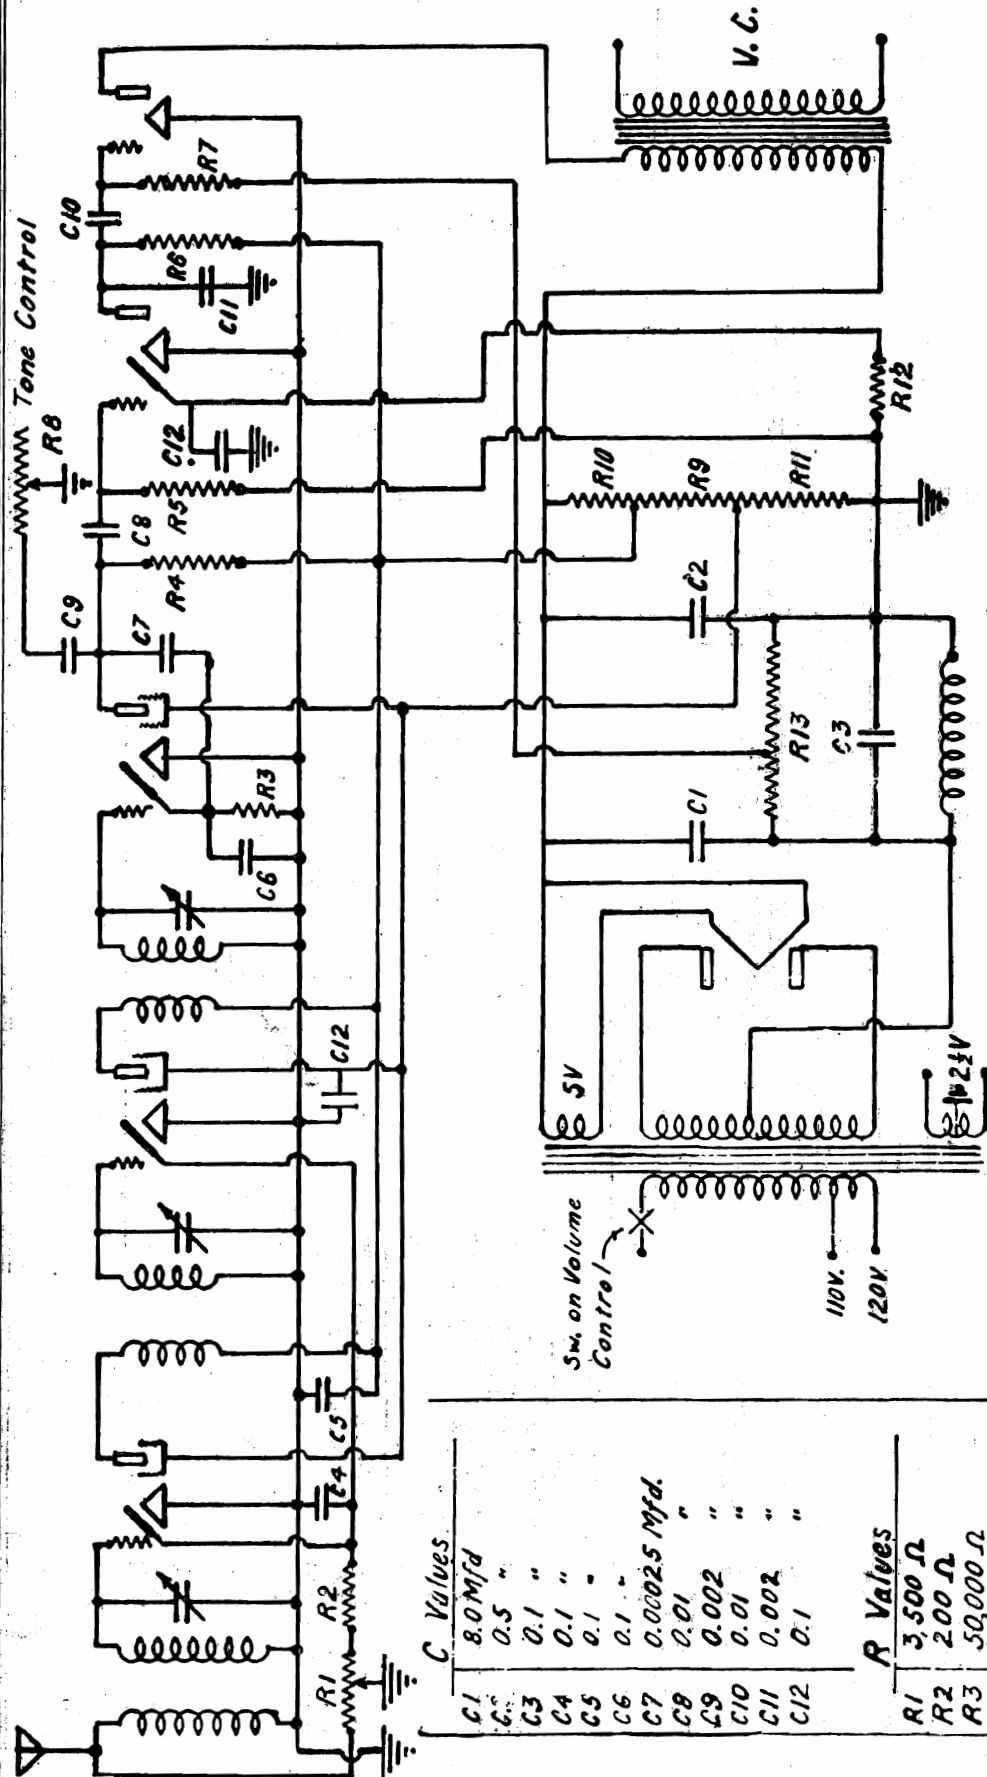 Tone Control
R8
C9
C8
C10
C7
R4
R5
C12
R6
C11
R7
R3
C6
C12
C5
C4
R2
R1
V. C.
R12
R10
R9
R11
C2
R13
C3
C1
5V
2½V
Sw. on Volume
Control
110V.
120V.
C Values
C1 8.0 Mfd
C 0.5 "
C3 0.1 "
C4 0.1 "
C5 0.1 "
C6 0.1 "
C7 0.00025 Mfd.
C8 0.01 "
C9 0.002 "
C10 0.01 "
C11 0.002 "
C12 0.1 "
R Values
R1 3,500 Ω
R2 200 Ω
R3 50,000 Ω